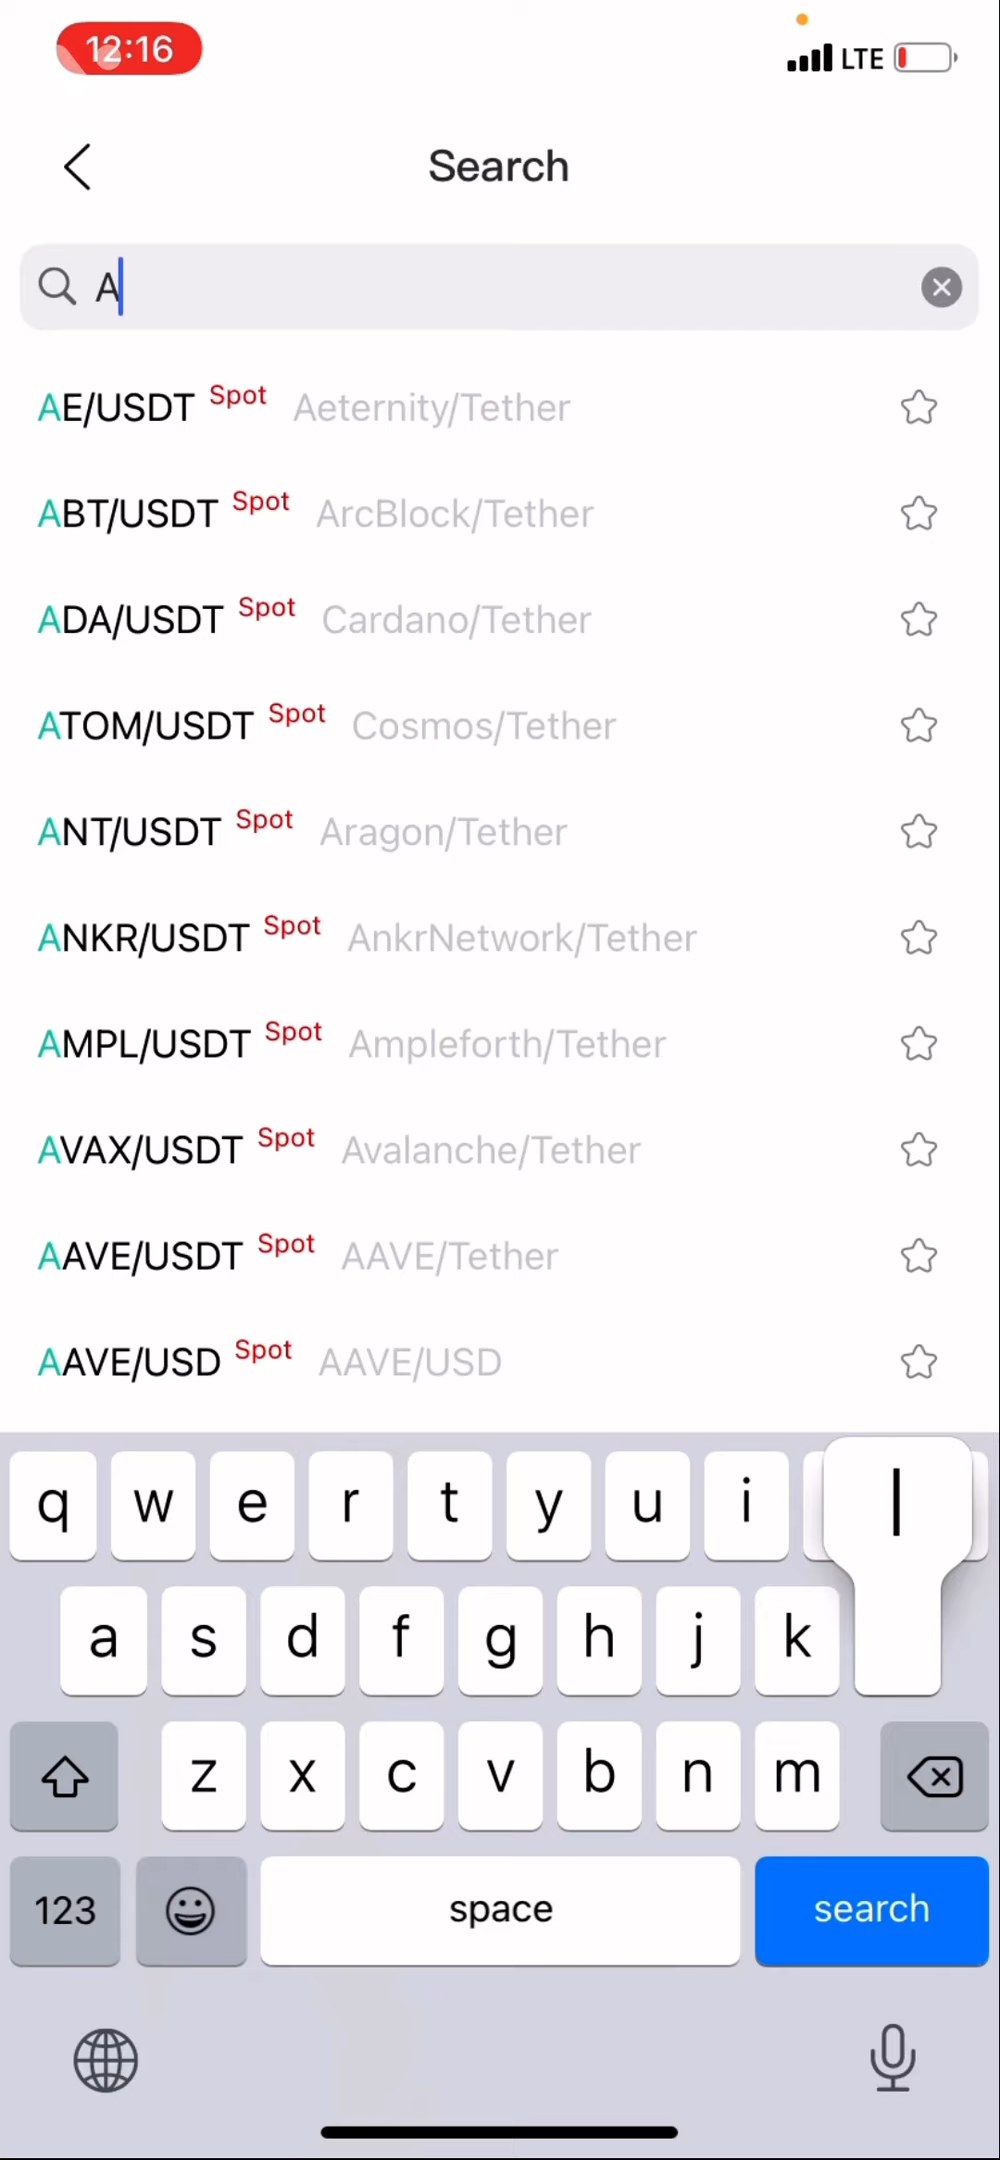 12:16 LTE
Search
A
AE/USDT Spot Aeternity/Tether
ABT/USDT Spot ArcBlock/Tether
ADA/USDT Spot Cardano/Tether
ATOM/USDT Spot Cosmos/Tether
ANT/USDT Spot Aragon/Tether
ANKR/USDT Spot AnkrNetwork/Tether
AMPL/USDT Spot Ampleforth/Tether
AVAX/USDT Spot Avalanche/Tether
AAVE/USDT Spot AAVE/Tether
AAVE/USD Spot AAVE/USD
q w e r t y u i l
a s d f g h j k
z x c v b n m
123 space search